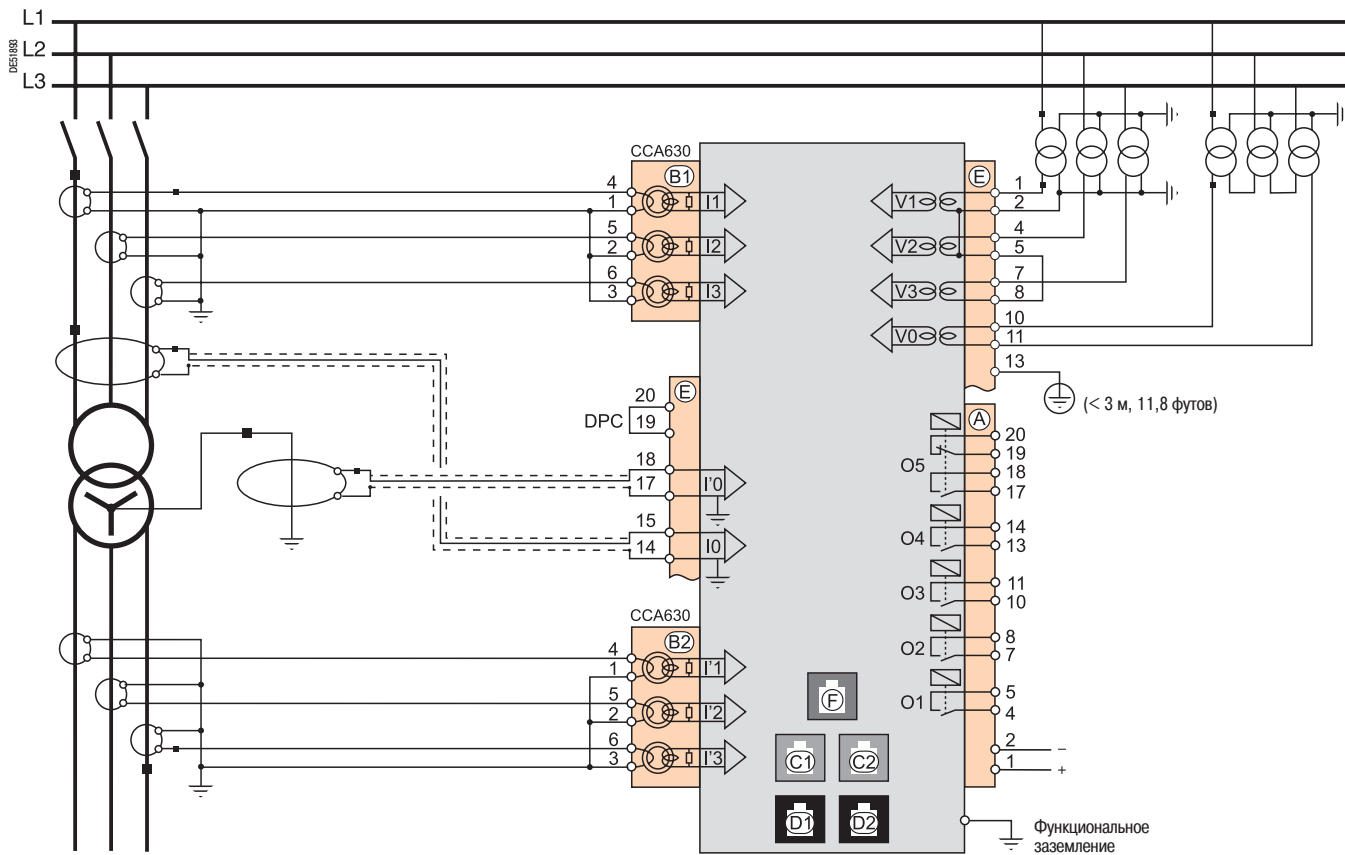 L1
DE51893
L2
L3
CCA630
B1
4
1
5
2
6
3
I1
I2
I3
E
V1
V2
V3
V0
1
2
4
5
7
8
10
11
13
(< 3 м, 11,8 футов)
E
20
DPC 19
18
17
15
14
I'0
I0
A
O5
20
19
18
17
O4
14
13
O3
11
10
O2
8
7
O1
5
4
2 –
1 +
CCA630
B2
4
1
5
2
6
3
I'1
I'2
I'3
F
C1
C2
D1
D2
Функциональное
заземление